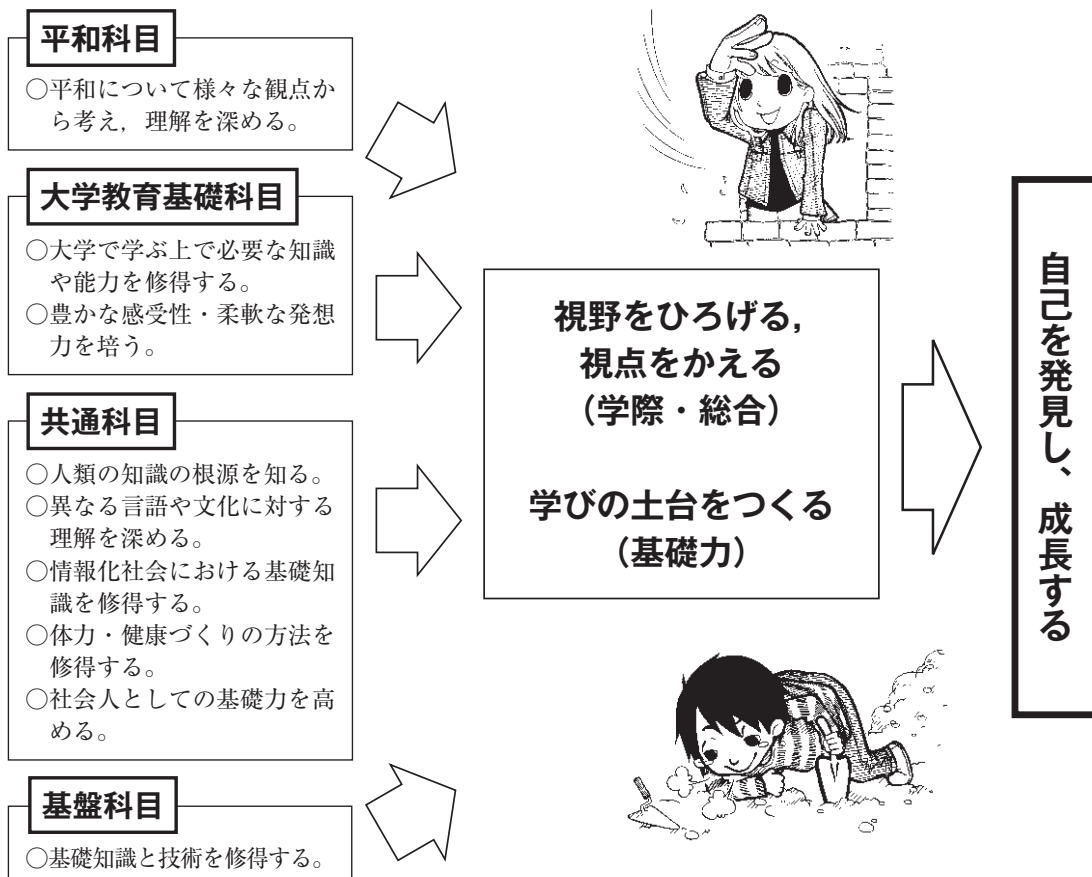 平和科目
○平和について様々な観点か
ら考え，理解を深める。
大学教育基礎科目
○大学で学ぶ上で必要な知識
や能力を修得する。
○豊かな感受性・柔軟な発想
力を培う。
共通科目
○人類の知識の根源を知る。
○異なる言語や文化に対する
理解を深める。
○情報化社会における基礎知
識を修得する。
○体力・健康づくりの方法を
修得する。
○社会人としての基礎力を高
める。
基盤科目
○基礎知識と技術を修得する。
視野をひろげる，
視点をかえる
（学際・総合）
学びの土台をつくる
（基礎力）
自己を発見し、成長する